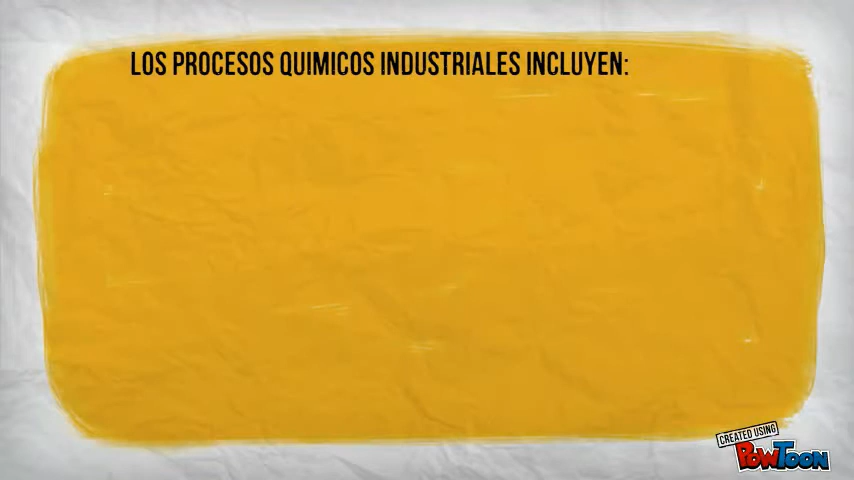 LOS PROCESOS QUIMICOS INDUSTRIALES INCLUYEN:
CREATED USING
POWTOON